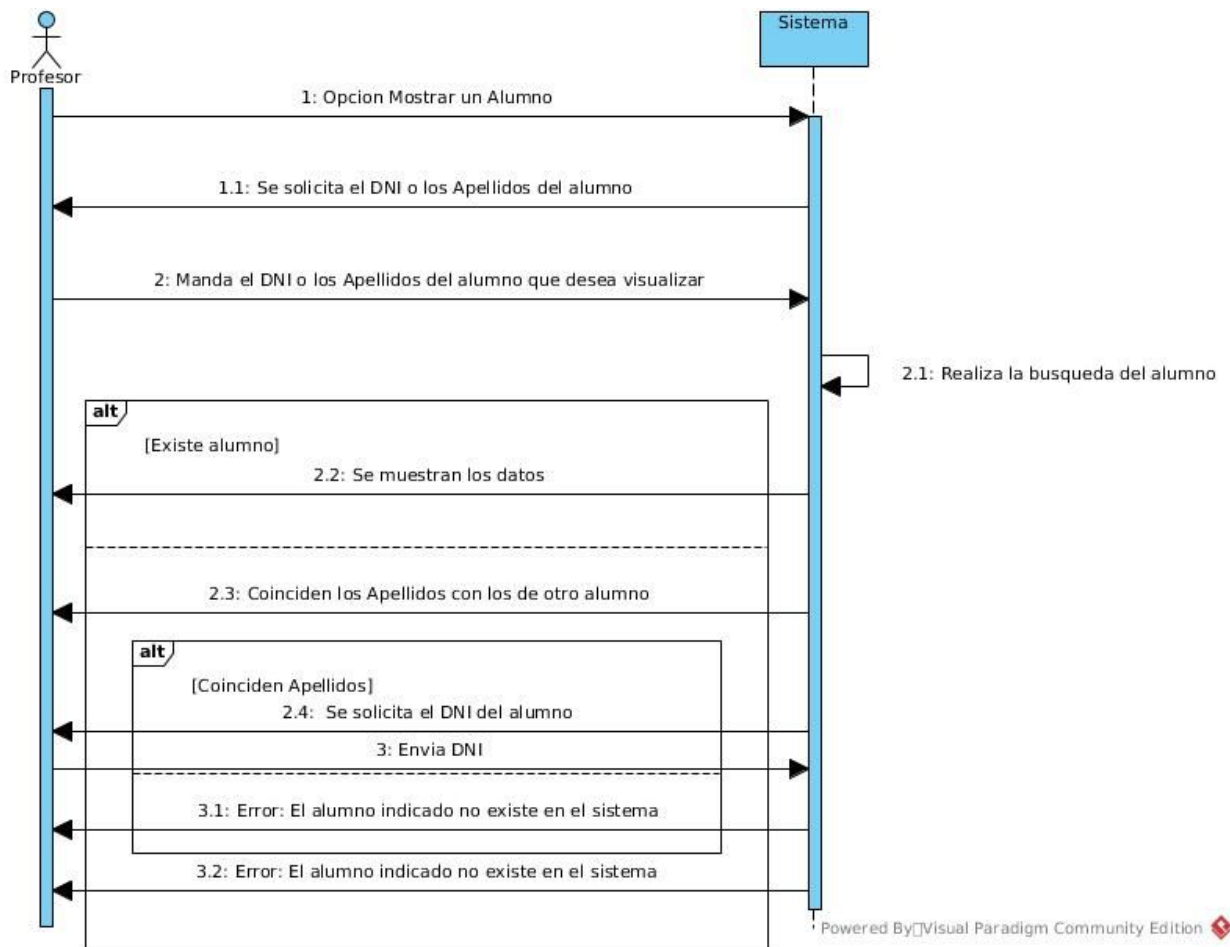 Sistema
Profesor
1: Opcion Mostrar un Alumno
1.1: Se solicita el DNI o los Apellidos del alumno
2: Manda el DNI o los Apellidos del alumno que desea visualizar
2.1: Realiza la busqueda del alumno
alt
[Existe alumno]
2.2: Se muestran los datos
2.3: Coinciden los Apellidos con los de otro alumno
alt
[Coinciden Apellidos]
2.4: Se solicita el DNI del alumno
3: Envia DNI
3.1: Error: El alumno indicado no existe en el sistema
3.2: Error: El alumno indicado no existe en el sistema
Powered By Visual Paradigm Community Edition